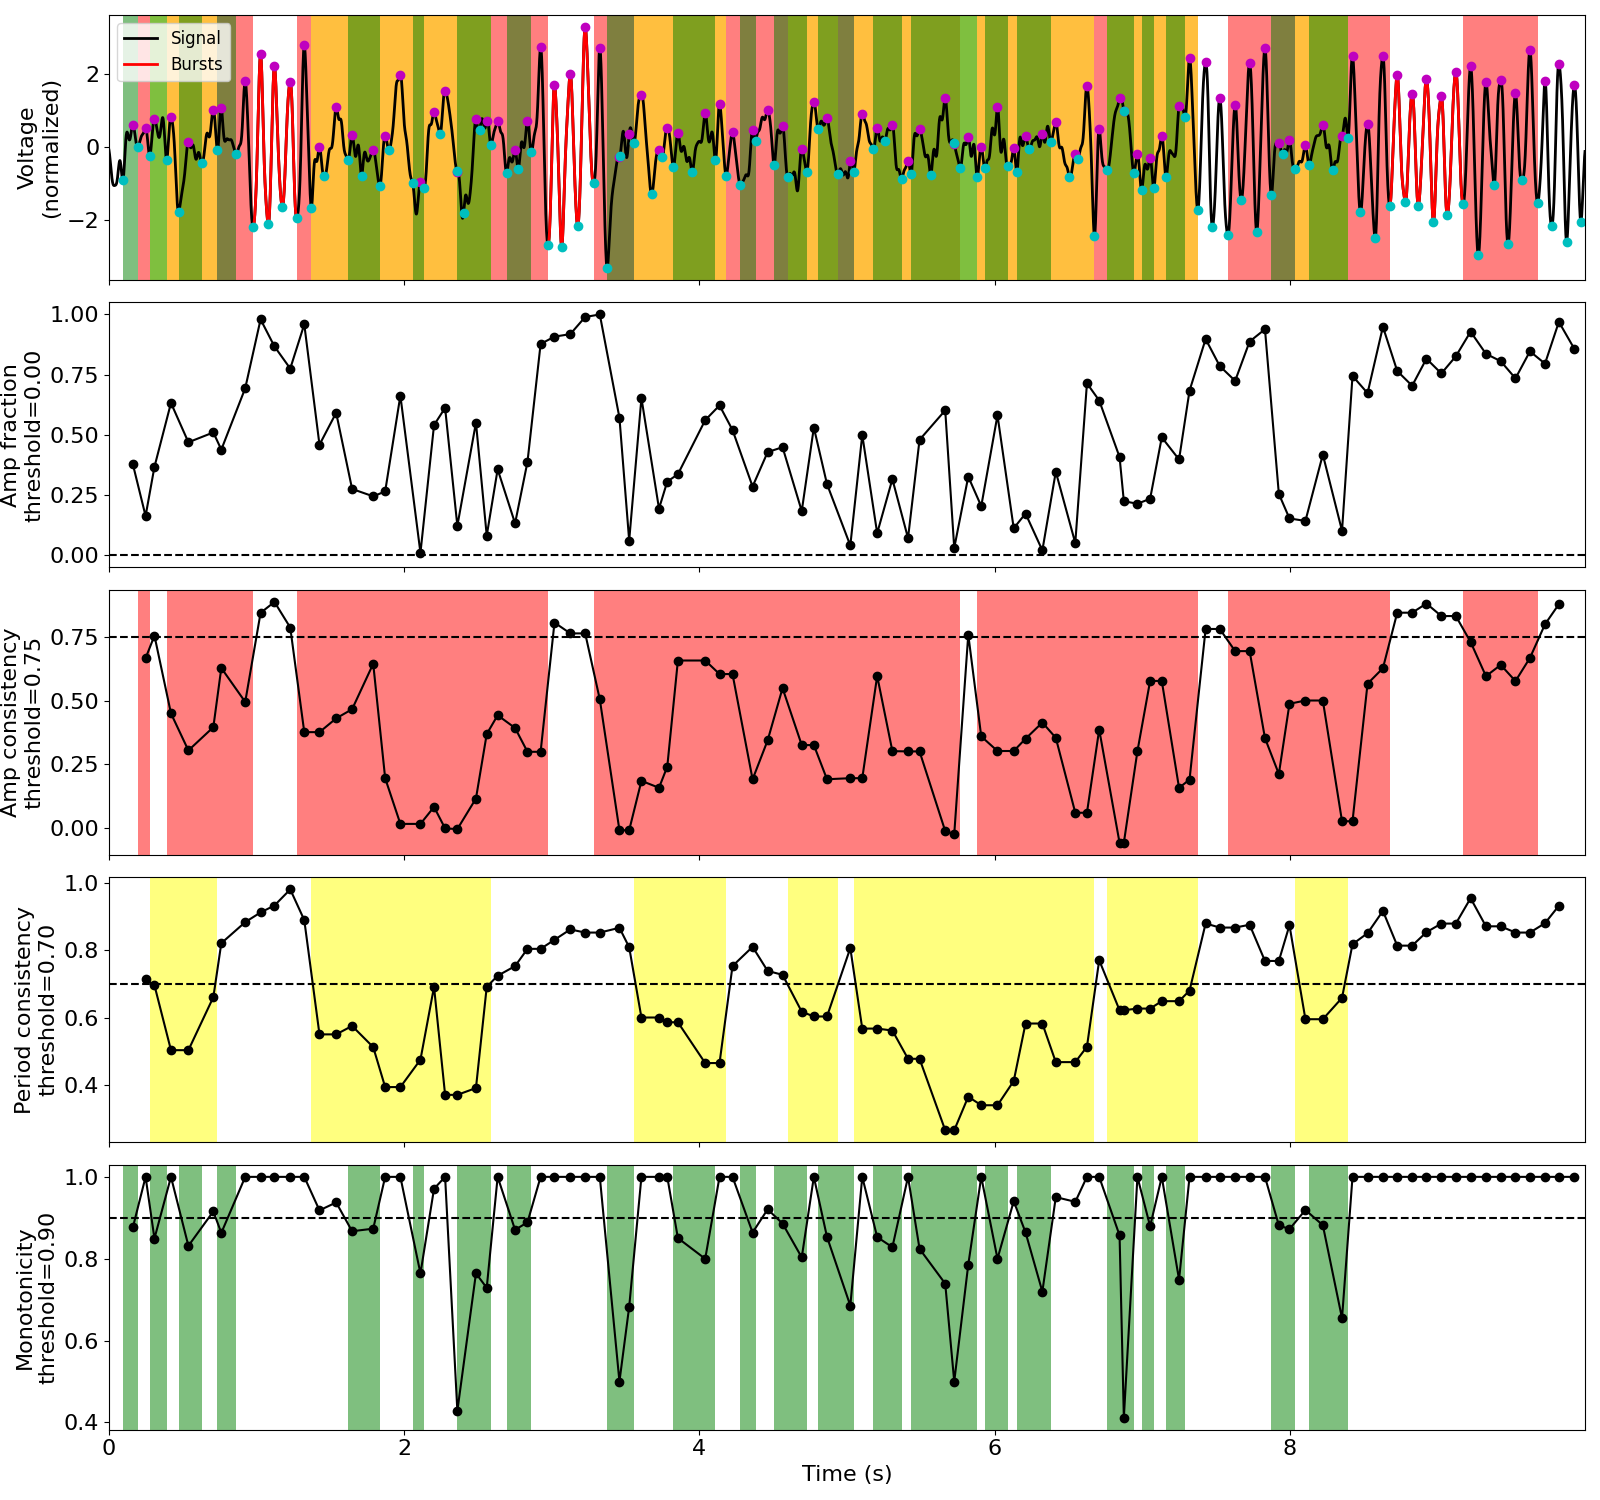 Signal
Bursts
Voltage
(normalized)
2
0
−2
Amp fraction
threshold=0.00
1.00
0.75
0.50
0.25
0.00
Amp consistency
threshold=0.75
0.75
0.50
0.25
0.00
Period consistency
threshold=0.70
1.0
0.8
0.6
0.4
Monotonicity
threshold=0.90
1.0
0.8
0.6
0.4
0 2 4 6 8
Time (s)